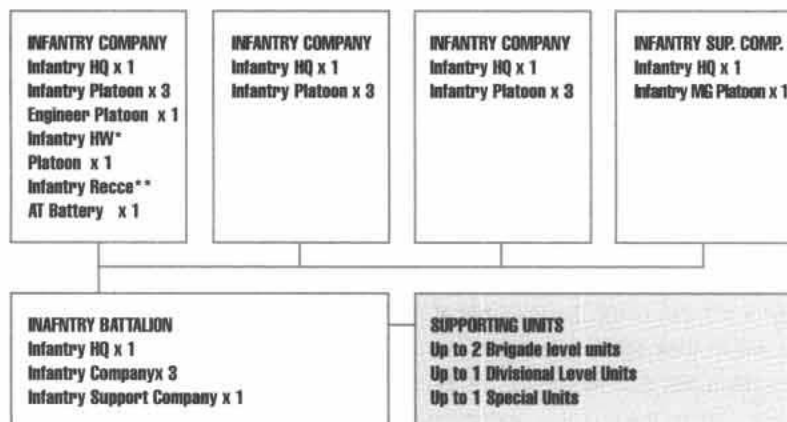 INFANTRY COMPANY
Infantry HQ x 1
Infantry Platoon x 3
Engineer Platoon x 1
Infantry HW*
Platoon x 1
Infantry Recce**
AT Battery x 1
INFANTRY COMPANY
Infantry HQ x 1
Infantry Platoon x 3
INFANTRY COMPANY
Infantry HQ x 1
Infantry Platoon x 3
INFANTRY SUP. COMP.
Infantry HQ x 1
Infantry MG Platoon x 1
INAFNTRY BATTALION
Infantry HQ x 1
Infantry Companyx 3
Infantry Support Company x 1
SUPPORTING UNITS
Up to 2 Brigade level units
Up to 1 Divisional Level Units
Up to 1 Special Units